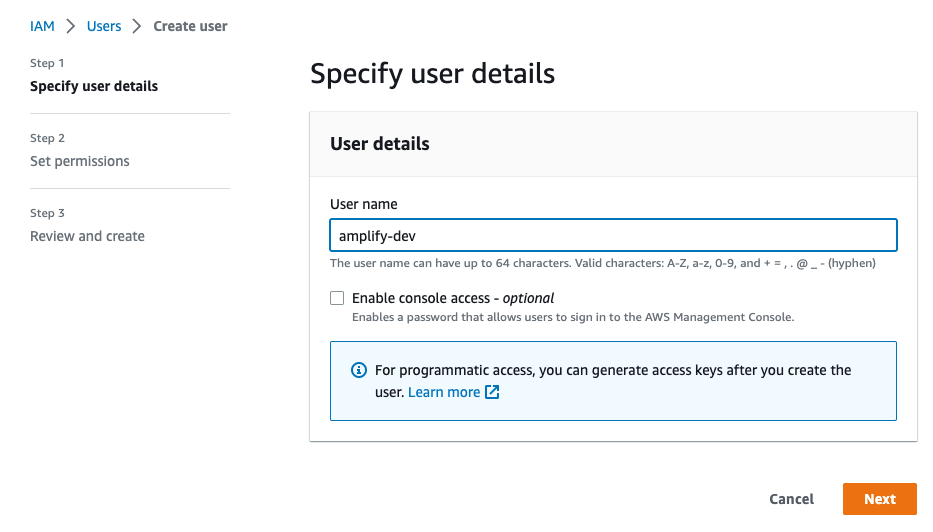 IAM > Users > Create user
Step 1
Specify user details
Step 2
Set permissions
Step 3
Review and create
Specify user details
User details
User name
amplify-dev
The user name can have up to 64 characters. Valid characters: A-Z, a-z, 0-9, and + = , . @ _ - (hyphen)
Enable console access - optional
Enables a password that allows users to sign in to the AWS Management Console.
For programmatic access, you can generate access keys after you create the
user. Learn more
Cancel
Next